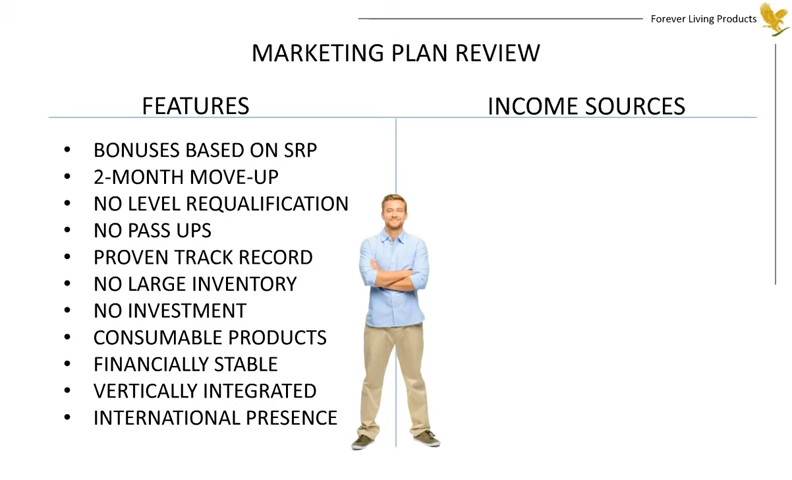 Forever Living Products
MARKETING PLAN REVIEW
FEATURES
INCOME SOURCES
• BONUSES BASED ON SRP
• 2-MONTH MOVE-UP
• NO LEVEL REQUALIFICATION
• NO PASS UPS
• PROVEN TRACK RECORD
• NO LARGE INVENTORY
• NO INVESTMENT
• CONSUMABLE PRODUCTS
• FINANCIALLY STABLE
• VERTICALLY INTEGRATED
• INTERNATIONAL PRESENCE